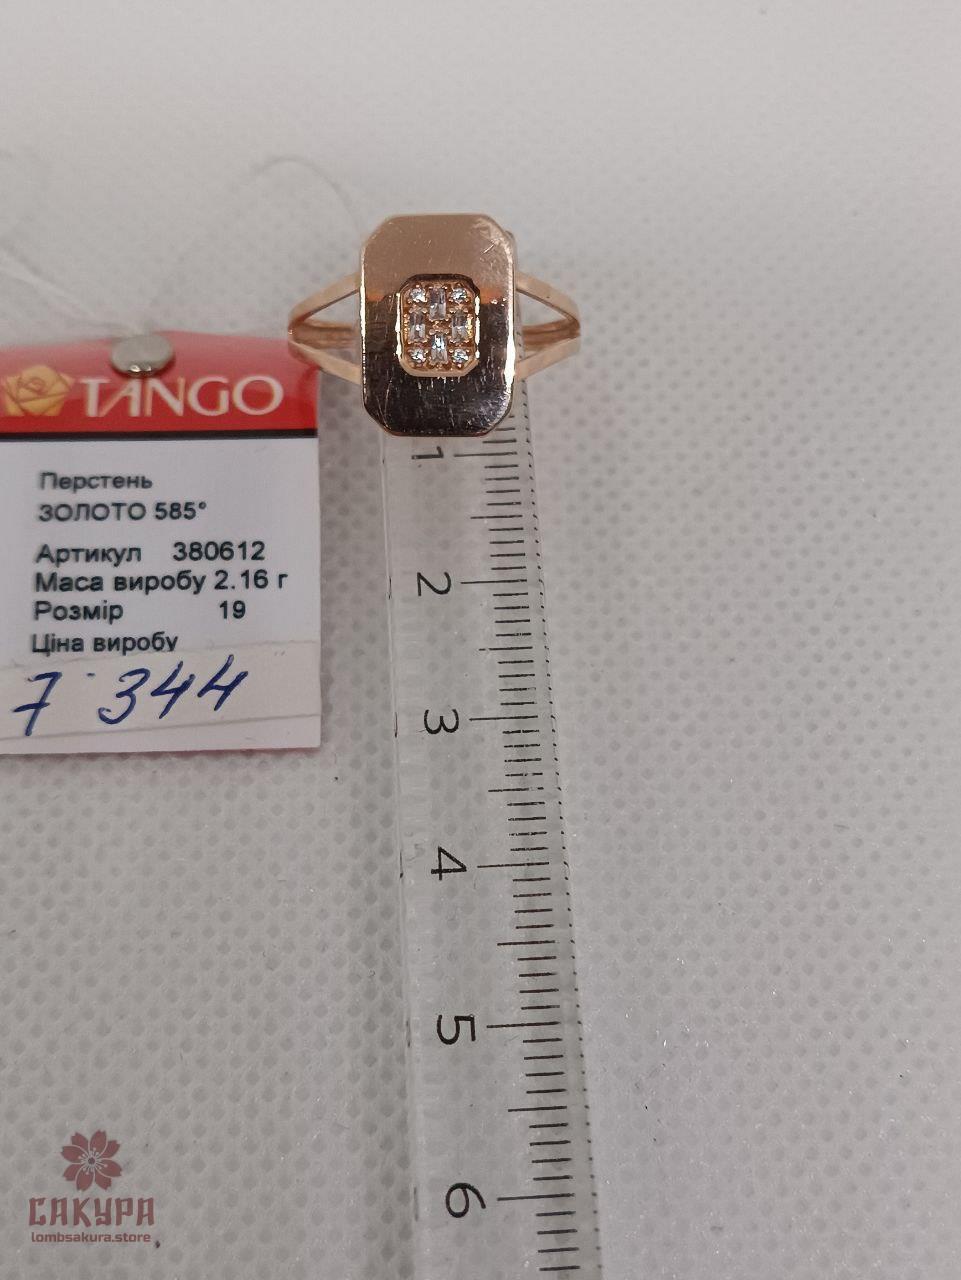 TANGO
Перстень
ЗОЛОТО 585°
Артикул 380612
Маса виробу 2.16 г
Розмір 19
Ціна виробу
7 344
1
2
3
4
5
6
САКУРА
lombsakura.store